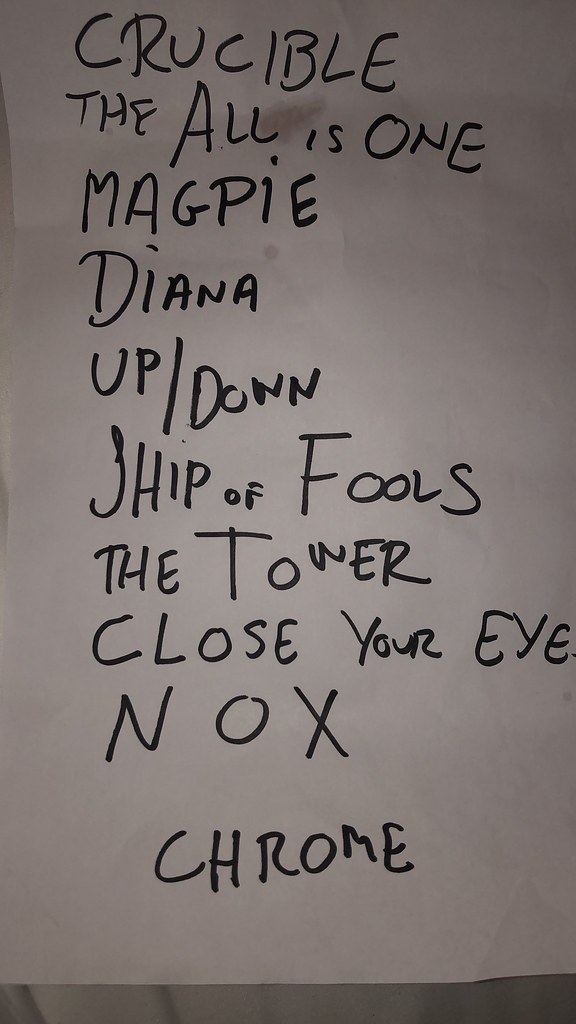 CRUCIBLE
THE ALL IS ONE
MAGPiE
DiANA
UP/DOWN
SHIP OF FOOLS
THE TOWER
CLOSE YOUR EYE
NOX
CHROME